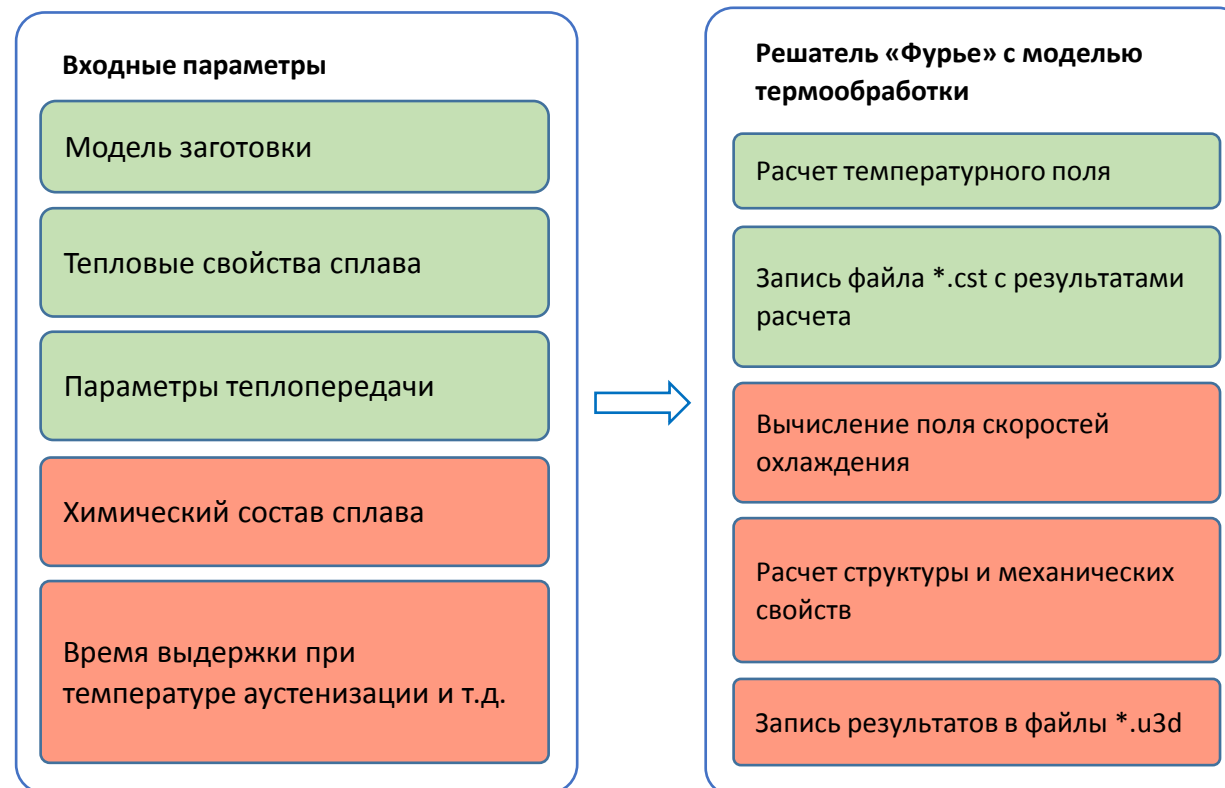 Входные параметры
Модель заготовки
Тепловые свойства сплава
Параметры теплопередачи
Химический состав сплава
Время выдержки при
температуре аустенизации и т.д.
Решатель «Фурье» с моделью
термообработки
Расчет температурного поля
Запись файла *.cst с результатами
расчета
Вычисление поля скоростей
охлаждения
Расчет структуры и механических
свойств
Запись результатов в файлы *.u3d